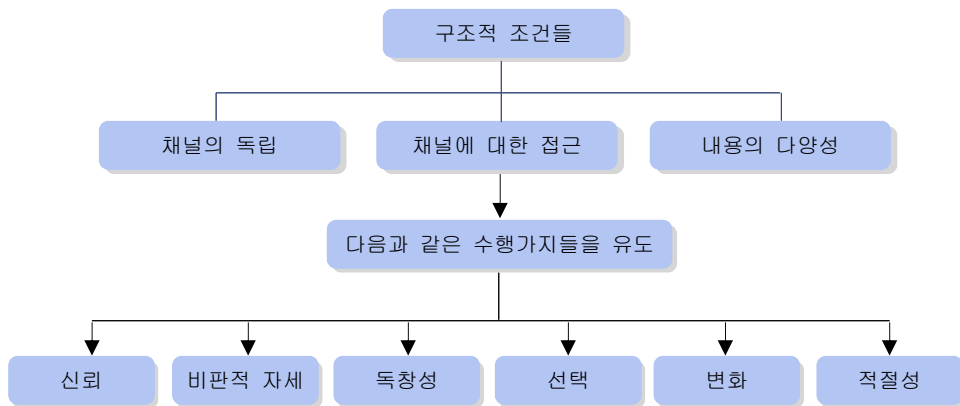 구조적 조건들
채널의 독립
채널에 대한 접근
내용의 다양성
다음과 같은 수행가지들을 유도
신뢰
비판적 자세
독창성
선택
변화
적절성